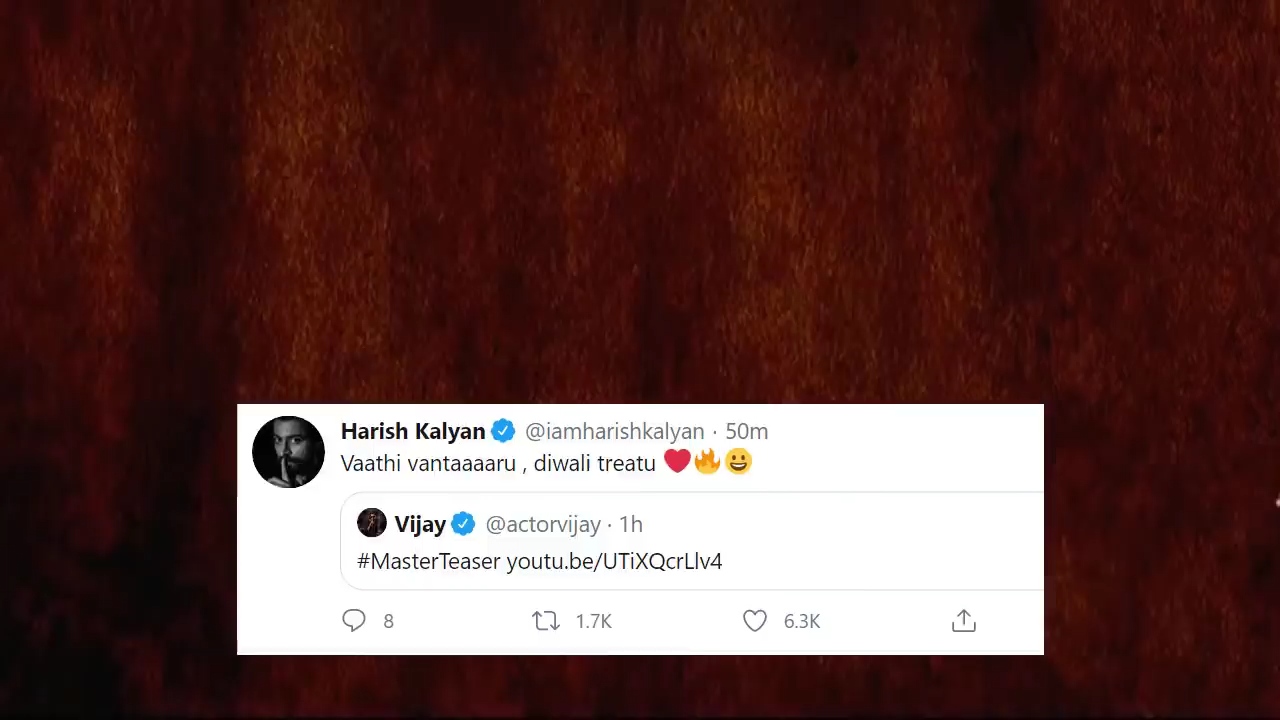 Harish Kalyan @iamharishkalyan · 50m
Vaathi vantaaaaru , diwali treatu ❤️🔥😀
Vijay @actorvijay · 1h
#MasterTeaser youtu.be/UTiXQcrLlv4
8 1.7K 6.3K